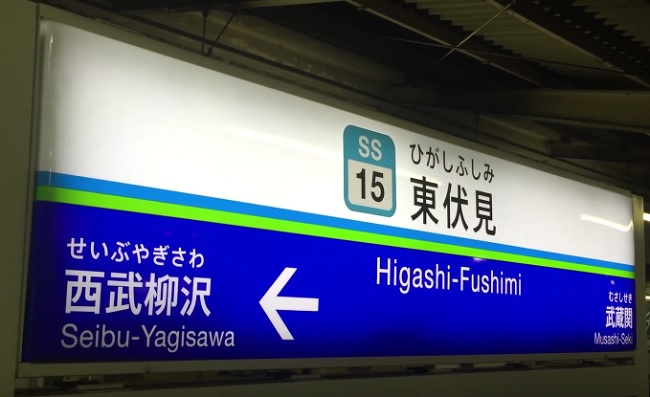 SS
15
ひがしふしみ
東伏見
Higashi-Fushimi
せいぶやぎさわ
西武柳沢
Seibu-Yagisawa
むさしせき
武蔵関
Musashi-Seki